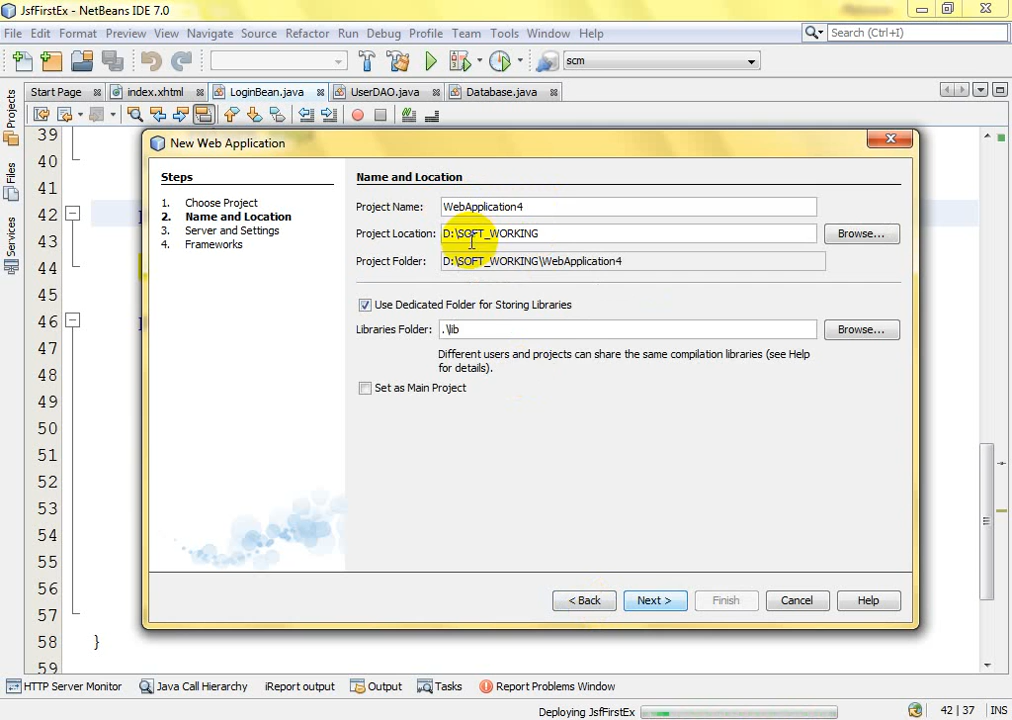 JsfFirstEx - NetBeans IDE 7.0
File Edit Format Preview View Navigate Source Refactor Run Debug Profile Team Tools Window Help
Search (Ctrl+I)
scm
Start Page index.xhtml LoginBean.java UserDAO.java Database.java
Projects
Files
Services
39
40
41
42
43
44
45
46
47
48
49
50
51
52
53
54
55
56
57
58 }
59
New Web Application
Steps
1. Choose Project
2. Name and Location
3. Server and Settings
4. Frameworks
Name and Location
Project Name: WebApplication4
Project Location: D:\SOFT_WORKING Browse...
Project Folder: D:\SOFT_WORKING\WebApplication4
Use Dedicated Folder for Storing Libraries
Libraries Folder: .\lib Browse...
Different users and projects can share the same compilation libraries (see Help
for details).
Set as Main Project
< Back Next > Finish Cancel Help
HTTP Server Monitor Java Call Hierarchy iReport output Output Tasks Report Problems Window
Deploying JsfFirstEx 42 | 37 INS